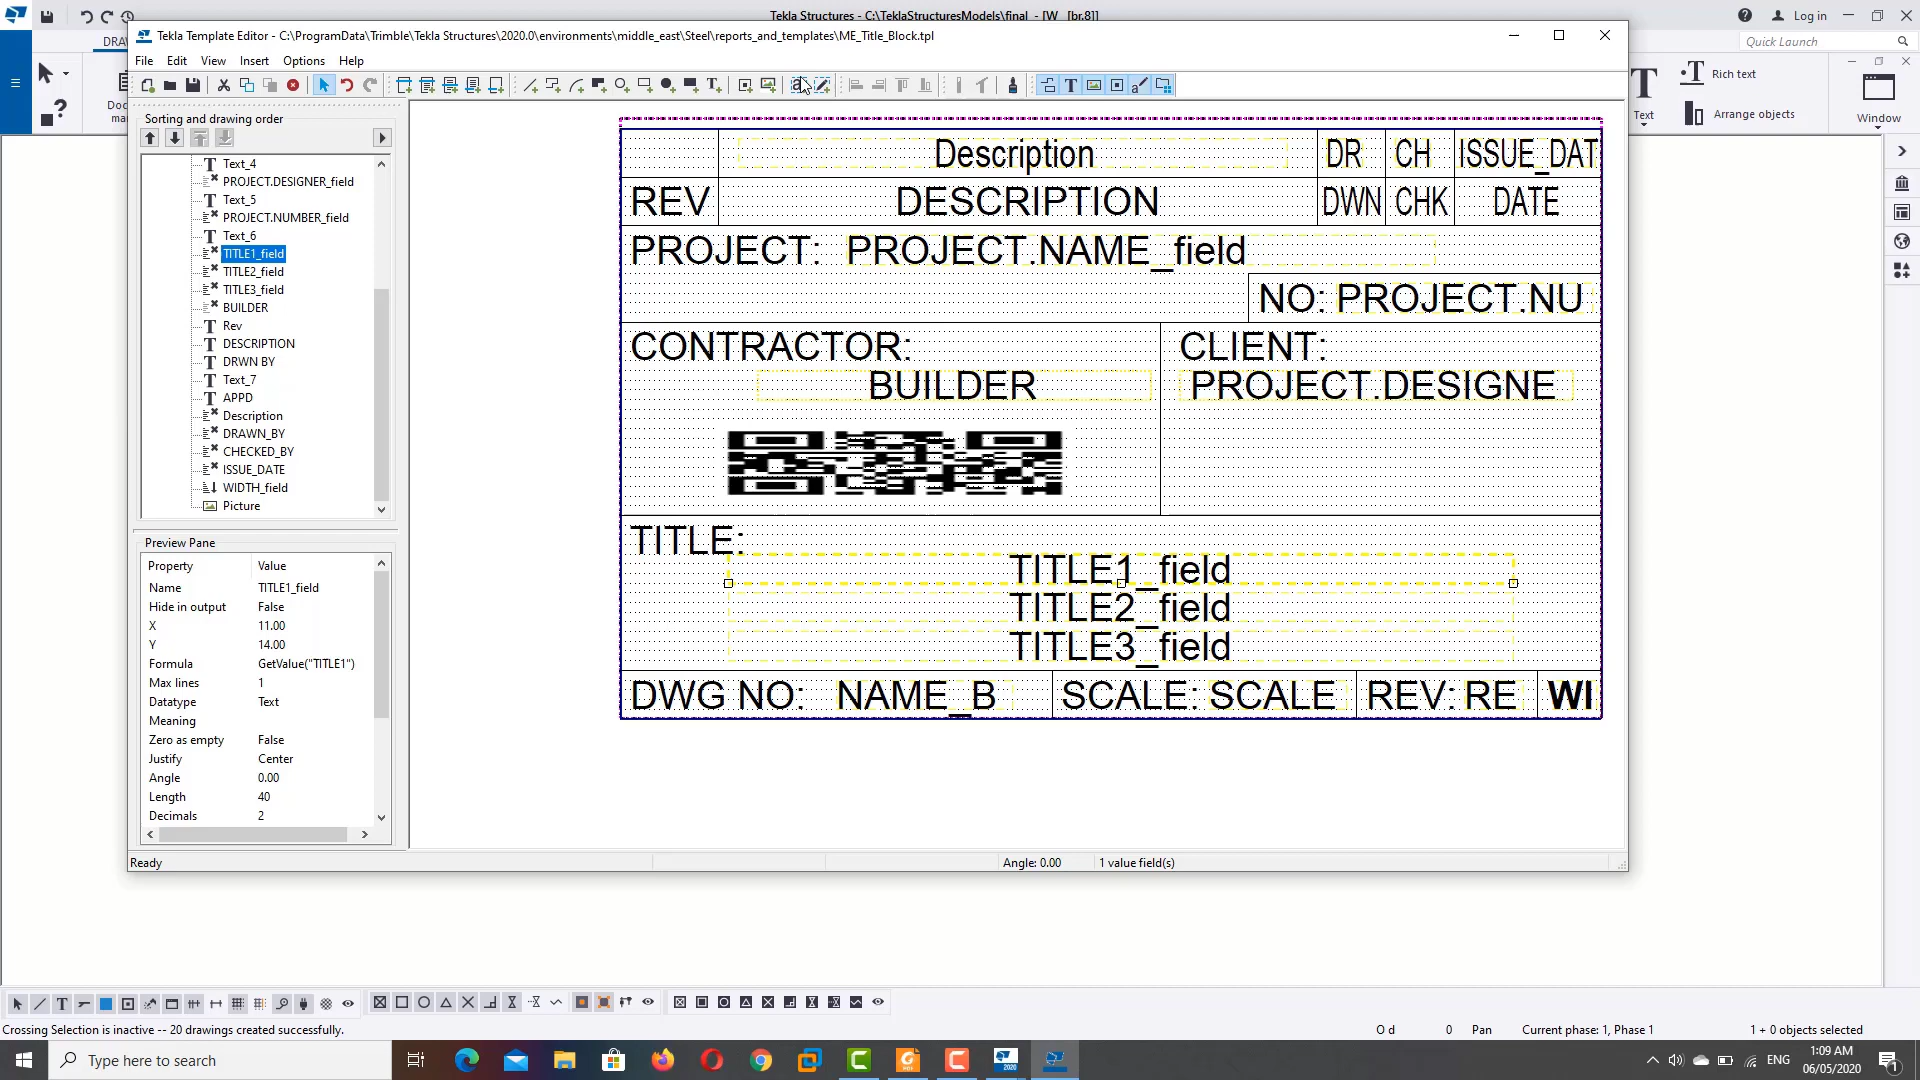 Tekla Structures - C:\TeklaStructuresModels\final - [W [br.8]]
Log in
DRA
Quick Launch
Tekla Template Editor - C:\ProgramData\Trimble\Tekla Structures\2020.0\environments\middle_east\Steel\reports_and_templates\ME_Title_Block.tpl
File Edit View Insert Options Help
Text
Rich text
Arrange objects
Window
Sorting and drawing order
Text_4
PROJECT.DESIGNER_field
Text_5
PROJECT.NUMBER_field
Text_6
TITLE1_field
TITLE2_field
TITLE3_field
BUILDER
Rev
DESCRIPTION
DRWN BY
Text_7
APPD
Description
DRAWN_BY
CHECKED_BY
ISSUE_DATE
WIDTH_field
Picture
Preview Pane
Property Value
Name TITLE1_field
Hide in output False
X 11.00
Y 14.00
Formula GetValue("TITLE1")
Max lines 1
Datatype Text
Meaning
Zero as empty False
Justify Center
Angle 0.00
Length 40
Decimals 2
Description DR CH ISSUE_DAT
REV DESCRIPTION DWN CHK DATE
PROJECT: PROJECT.NAME_field
NO: PROJECT.NU
CONTRACTOR: CLIENT:
BUILDER PROJECT.DESIGNE
TITLE:
TITLE1_field
TITLE2_field
TITLE3_field
DWG NO: NAME_B SCALE: SCALE REV: RE WI
Ready Angle: 0.00 1 value field(s)
Crossing Selection is inactive -- 20 drawings created successfully. O d 0 Pan Current phase: 1, Phase 1 1 + 0 objects selected
Type here to search
ENG
1:09 AM
06/05/2020